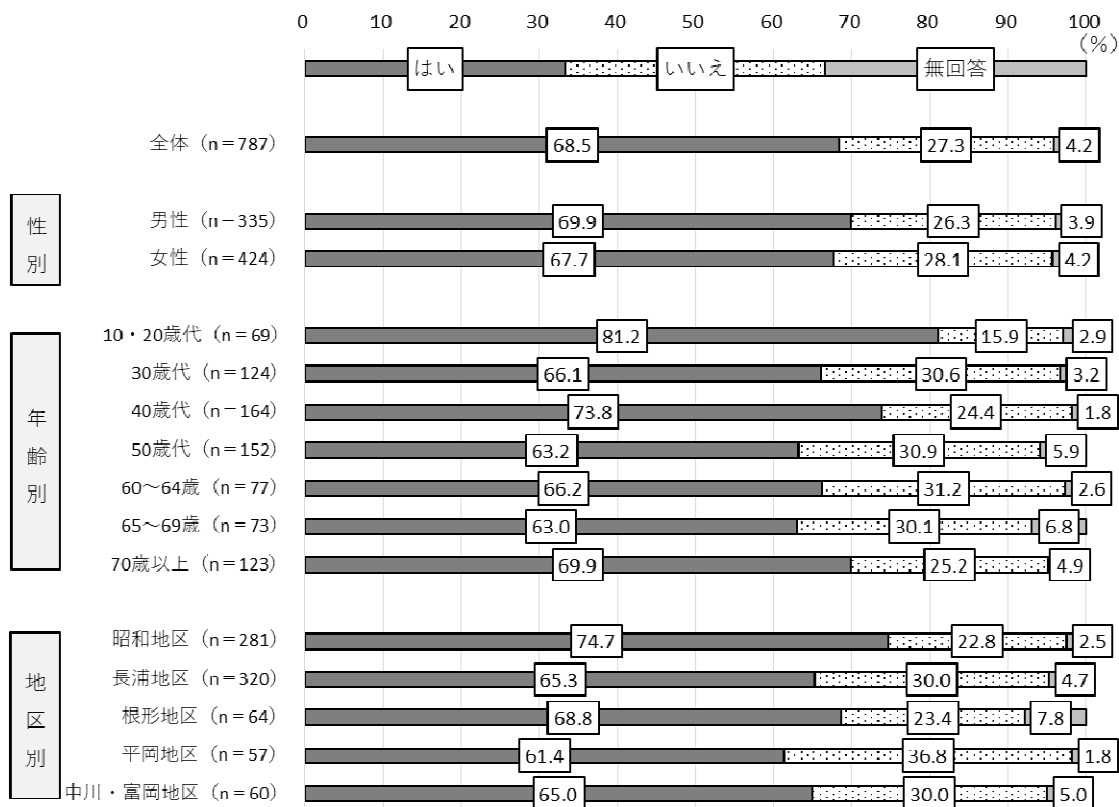 0 10 20 30 40 50 60 70 80 90 100
(%)
はい いいえ 無回答
全体（n＝787） 68.5 27.3 4.2
性別
男性（n－335） 69.9 26.3 3.9
女性（n＝424） 67.7 28.1 4.2
年齢別
10・20歳代（n＝69） 81.2 15.9 2.9
30歳代（n＝124） 66.1 30.6 3.2
40歳代（n－164） 73.8 24.4 1.8
50歳代（n＝152） 63.2 30.9 5.9
60～64歳（n＝77） 66.2 31.2 2.6
65～69歳（n＝73） 63.0 30.1 6.8
70歳以上（n＝123） 69.9 25.2 4.9
地区別
昭和地区（n＝281） 74.7 22.8 2.5
長浦地区（n＝320） 65.3 30.0 4.7
根形地区（n＝64） 68.8 23.4 7.8
平岡地区（n＝57） 61.4 36.8 1.8
中川・富岡地区（n＝60） 65.0 30.0 5.0